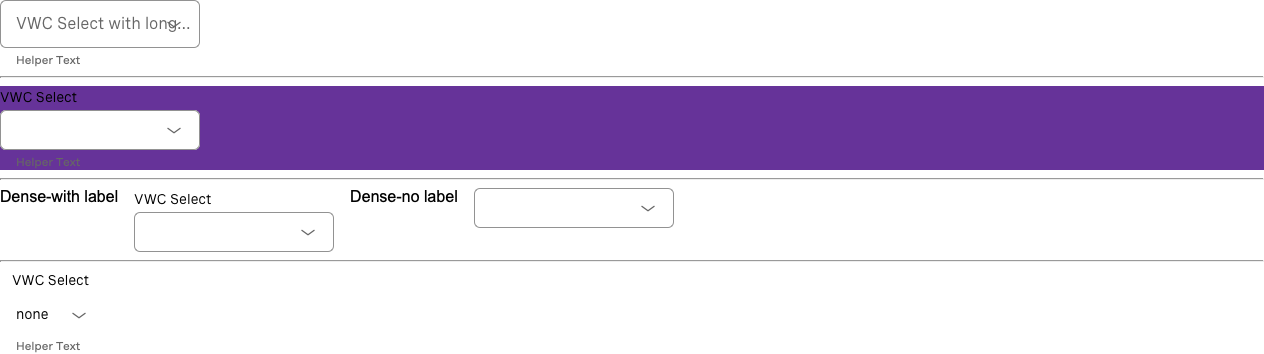 VWC Select with long...
Helper Text
VWC Select
Helper Text
Dense-with label
VWC Select
Dense-no label
VWC Select
none
Helper Text